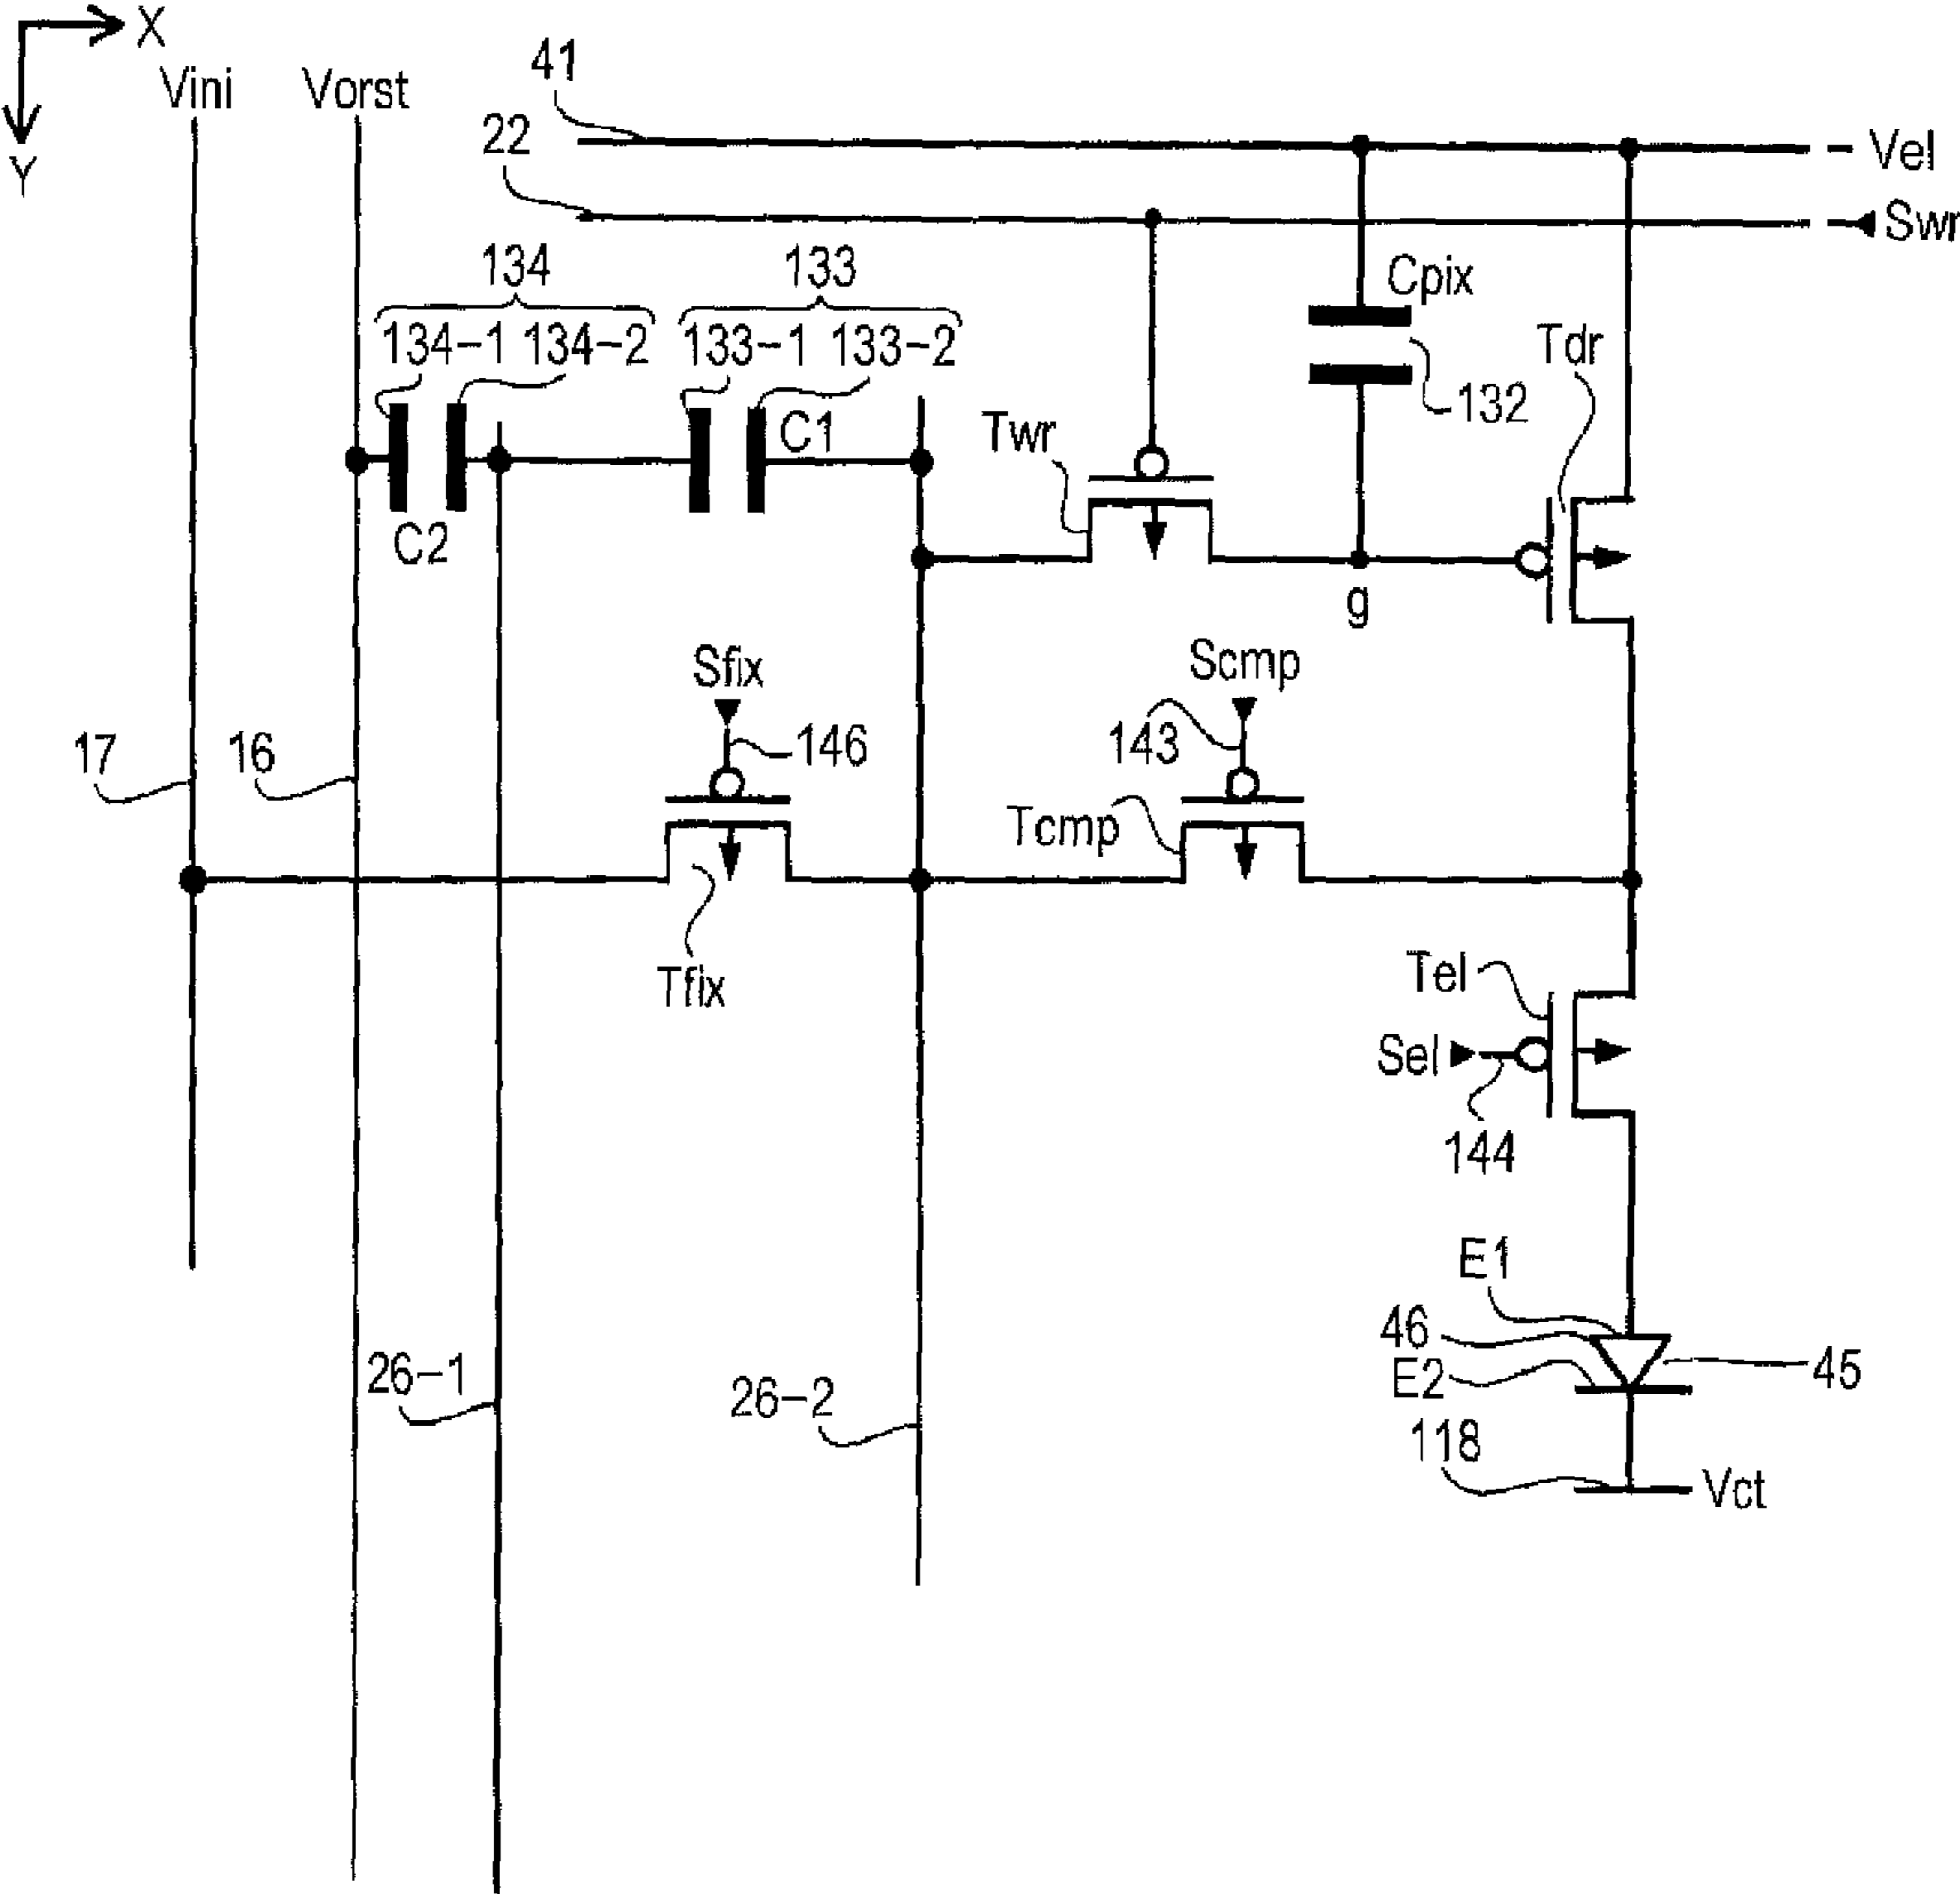 X
Y
Vini
Vorst
41
22
Vel
Swr
134
133
134-1 134-2
133-1 133-2
Cpix
132
Tdr
C1
C2
Twr
g
Sfix
146
Scmp
143
17
16
Tcmp
Tfix
Tel
Sel
144
E1
46
E2
45
26-1
26-2
118
Vct